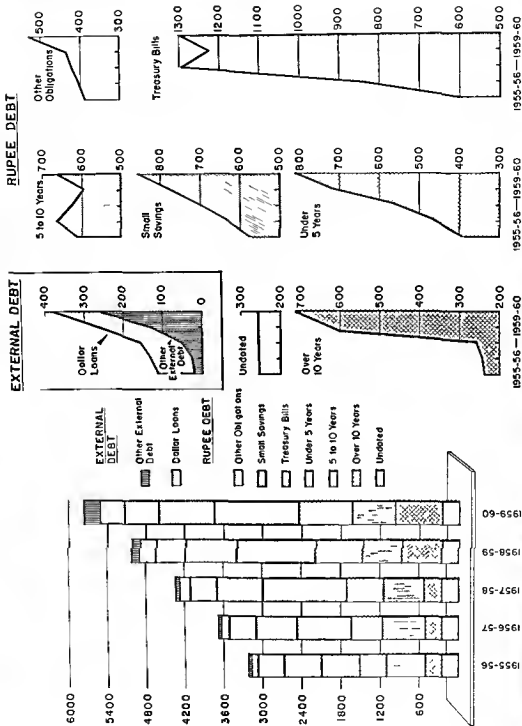 6000
5400
4800
4200
3600
3000
2400
1800
1200
600
1955-56
1956-57
1957-58
1958-59
1959-60
EXTERNAL
DEBT
Other External
Debt
Dollar Loans
RUPEE DEBT
Other Obligations
Small Savings
Treasury Bills
Under 5 Years
5 to 10 Years
Over 10 Years
Undated
EXTERNAL DEBT
400
300
200
100
0
Dollar
Loans
Other
External
Debt
300
200
Undated
700
600
500
400
300
200
Over
10 Years
1955-56—1959-60
RUPEE DEBT
700
600
500
5 to 10 Years
800
700
600
500
Small
Savings
800
700
600
500
400
300
Under
5 Years
1955-56—1959-60
500
400
300
Other
Obligations
1300
1200
1100
1000
900
800
700
600
500
Treasury Bills
1955-56—1959-60